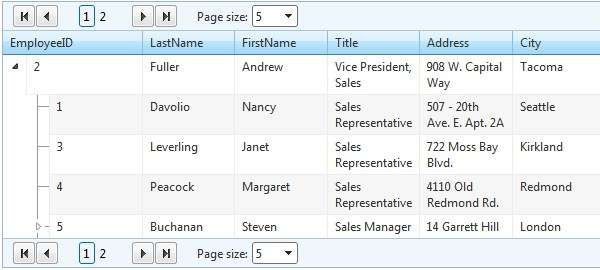 1 2 Page size: 5
EmployeeID LastName FirstName Title Address City
2 Fuller Andrew Vice President, 908 W. Capital Tacoma
Sales Way
1 Davolio Nancy Sales 507 - 20th Seattle
Representative Ave. E. Apt. 2A
3 Leverling Janet Sales 722 Moss Bay Kirkland
Representative Blvd.
4 Peacock Margaret Sales 4110 Old Redmond
Representative Redmond Rd.
5 Buchanan Steven Sales Manager 14 Garrett Hill London
1 2 Page size: 5